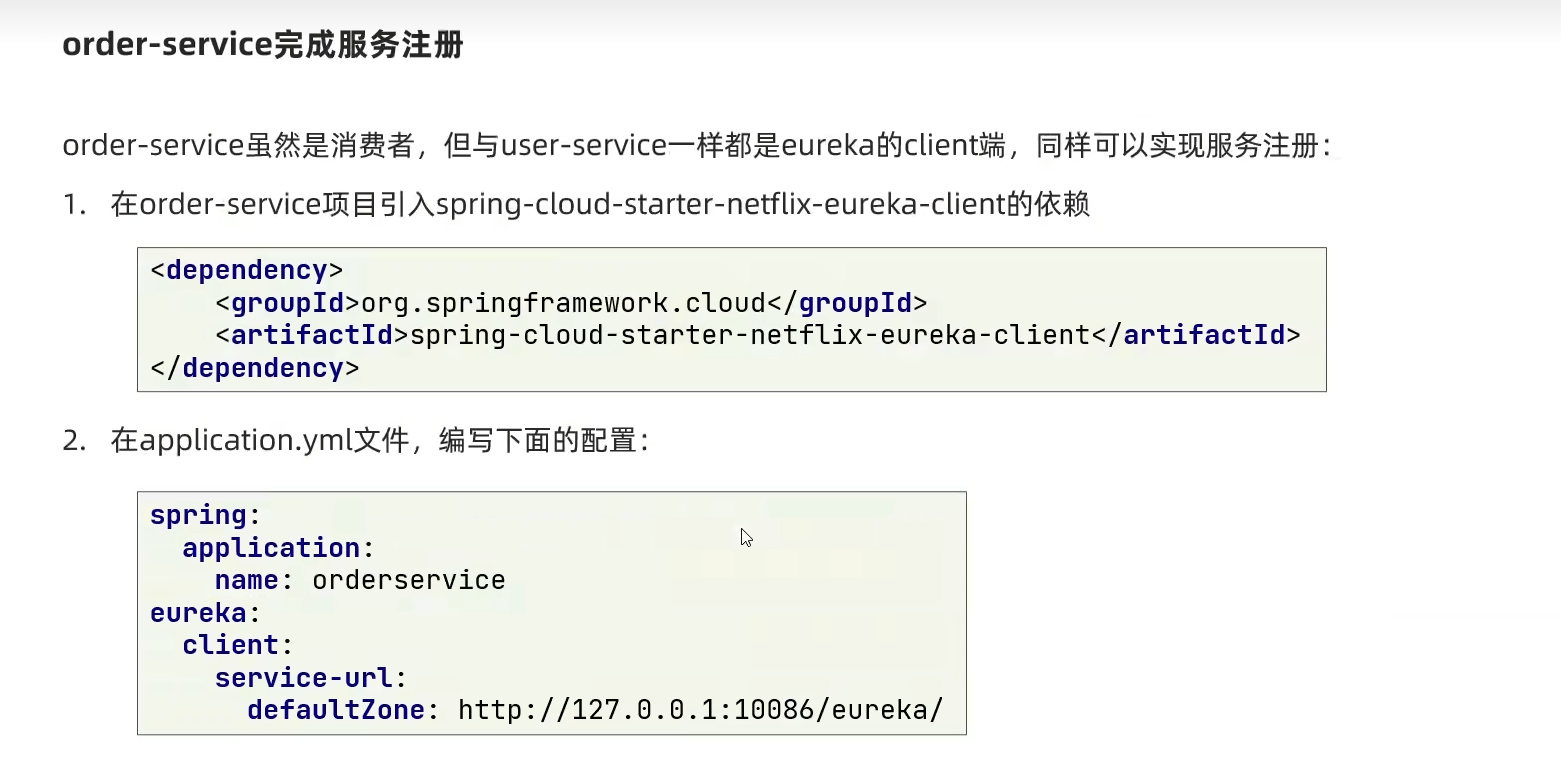 order-service完成服务注册
order-service虽然是消费者，但与user-service一样都是eureka的client端，同样可以实现服务注册：
1. 在order-service项目引入spring-cloud-starter-netflix-eureka-client的依赖
<dependency>
    <groupId>org.springframework.cloud</groupId>
    <artifactId>spring-cloud-starter-netflix-eureka-client</artifactId>
</dependency>
2. 在application.yml文件，编写下面的配置：
spring:
  application:
    name: orderservice
eureka:
  client:
    service-url:
      defaultZone: http://127.0.0.1:10086/eureka/